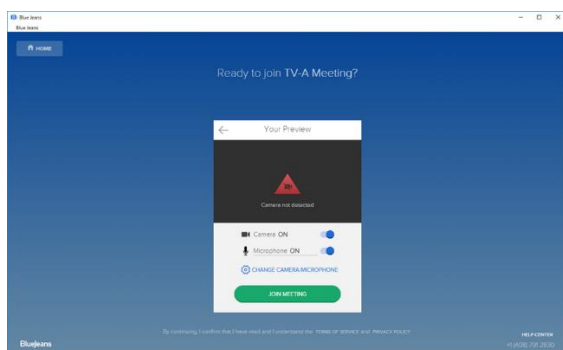 Blue Jeans
Blue Jeans
HOME
Ready to join TV-A Meeting?
Your Preview
Camera not detected
Camera ON
Microphone ON
CHANGE CAMERA/MICROPHONE
JOIN MEETING
By continuing, I confirm that I have read and I understand the TERMS OF SERVICE and PRIVACY POLICY
HELP CENTER
BlueJeans